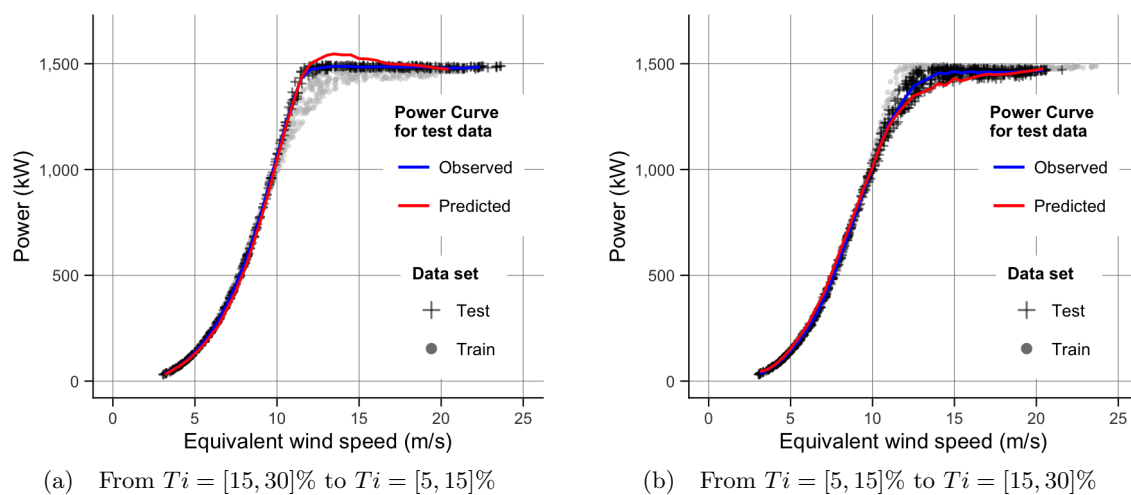 1,500
1,000
500
0
Power (kW)
0 5 10 15 20 25
Equivalent wind speed (m/s)
Power Curve
for test data
Observed
Predicted
Data set
Test
Train
(a) From Ti = [15, 30]% to Ti = [5, 15]%
1,500
1,000
500
0
Power (kW)
0 5 10 15 20 25
Equivalent wind speed (m/s)
Power Curve
for test data
Observed
Predicted
Data set
Test
Train
(b) From Ti = [5, 15]% to Ti = [15, 30]%